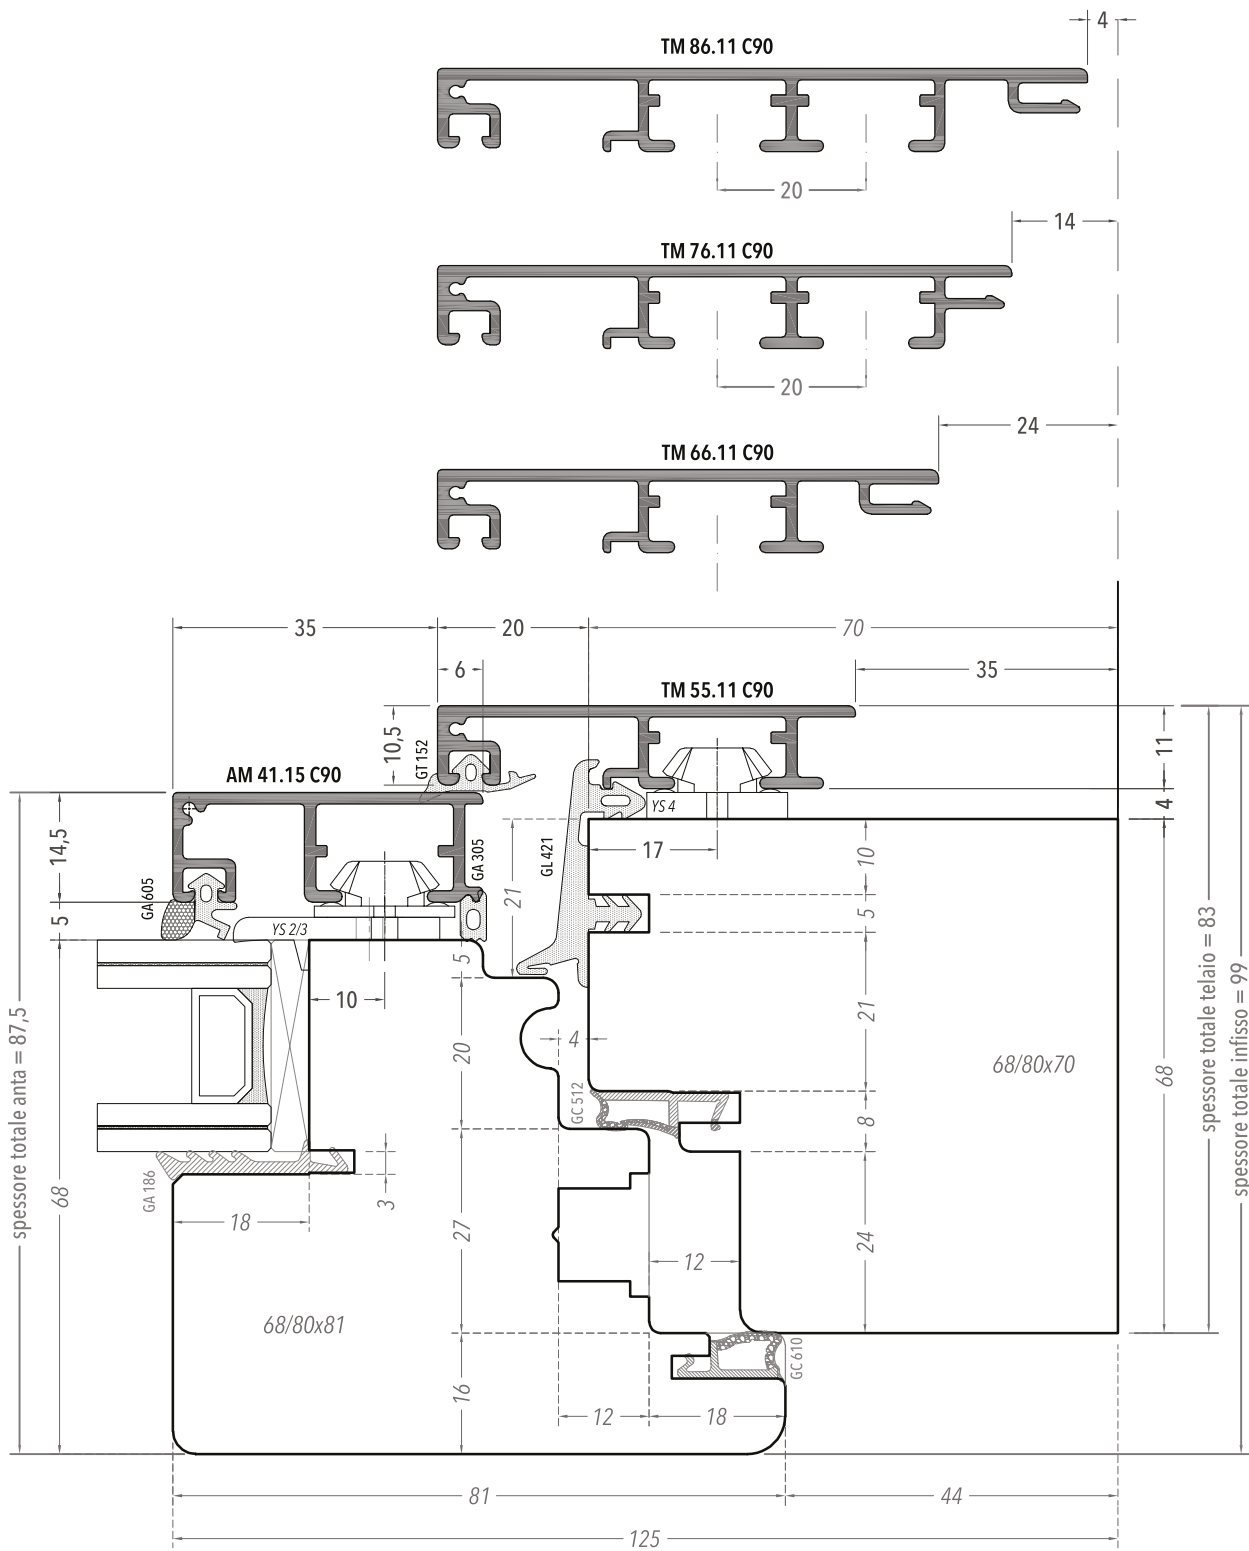 4
TM 86.11 C90
20
14
TM 76.11 C90
20
24
TM 66.11 C90
35
20
70
6
35
TM 55.11 C90
10,5
GT 152
11
AM 41.15 C90
YS 4
4
14,5
GA 305
GL 421
17
10
21
GA 605
5
5
YS 2/3
5
10
21
20
4
68/80x70
68
spessore totale telaio = 83
spessore totale infisso = 99
spessore totale anta = 87,5
GC 512
8
GA 186
68
3
18
27
24
12
68/80x81
GC 610
16
12
18
81
44
125